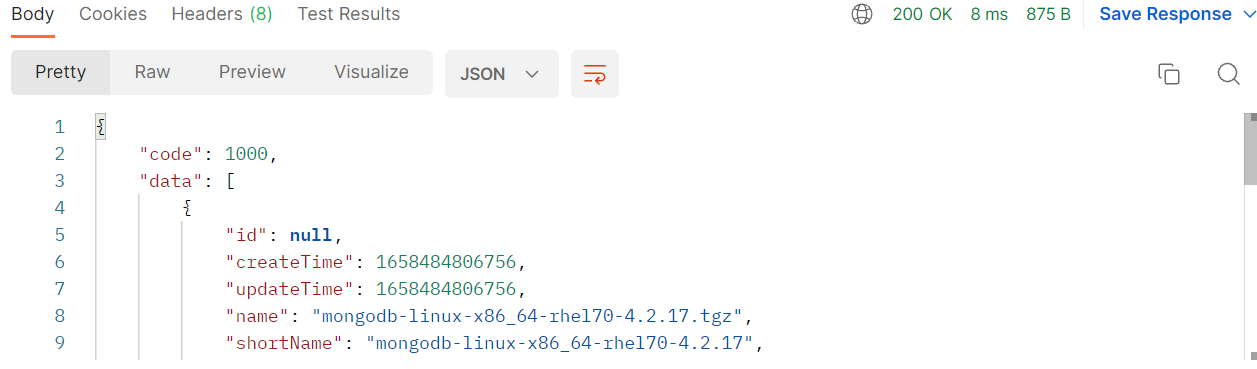 Body Cookies Headers (8) Test Results 200 OK 8 ms 875 B Save Response
Pretty Raw Preview Visualize JSON
1 {
2 "code": 1000,
3 "data": [
4 {
5 "id": null,
6 "createTime": 1658484806756,
7 "updateTime": 1658484806756,
8 "name": "mongodb-linux-x86_64-rhel70-4.2.17.tgz",
9 "shortName": "mongodb-linux-x86_64-rhel70-4.2.17",